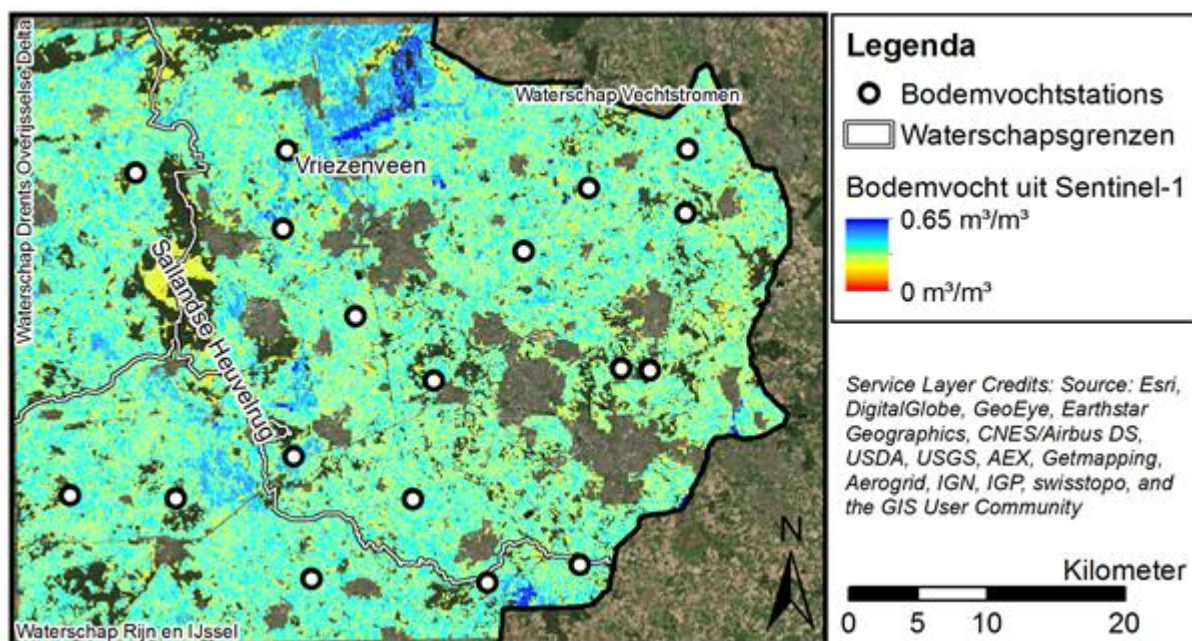 Waterschap Drents Overijsselse Delta
Waterschap Vechtstromen
Vriezenveen
Sallandse Heuvelrug
Waterschap Rijn en IJssel
N
Legenda
Bodemvochtstations
Waterschapsgrenzen
Bodemvocht uit Sentinel-1
0.65 m³/m³
0 m³/m³
Service Layer Credits: Source: Esri,
DigitalGlobe, GeoEye, Earthstar
Geographics, CNES/Airbus DS,
USDA, USGS, AEX, Getmapping,
Aerogrid, IGN, IGP, swisstopo, and
the GIS User Community
Kilometer
0 5 10 20